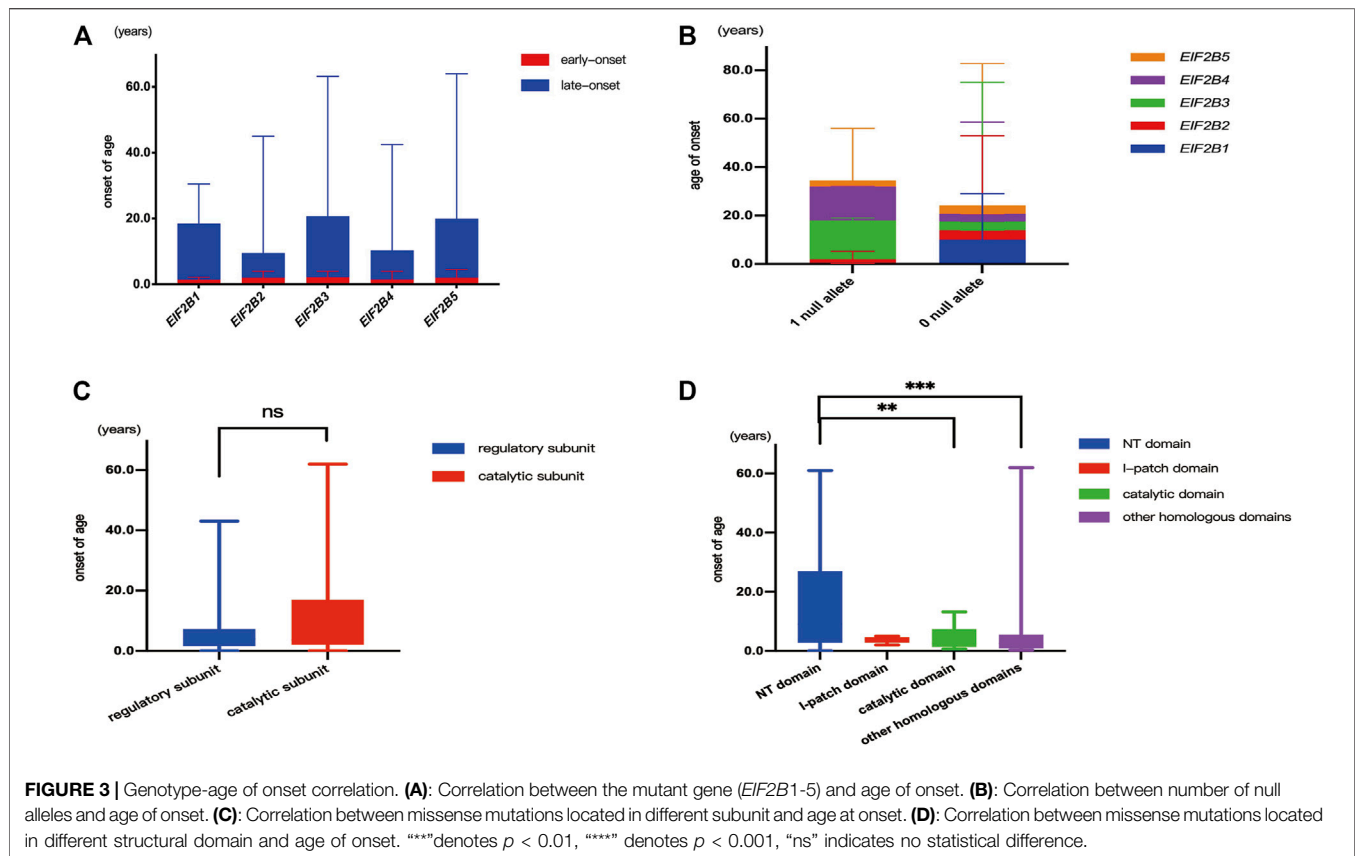 A
(years)
onset of age
60.0
40.0
20.0
0.0
EIF2B1
EIF2B2
EIF2B3
EIF2B4
EIF2B5
early-onset
late-onset
B
(years)
age of onset
80.0
60.0
40.0
20.0
0.0
1 null allete
0 null allete
EIF2B5
EIF2B4
EIF2B3
EIF2B2
EIF2B1
C
ns
(years)
onset of age
60.0
40.0
20.0
0.0
regulatory subunit
catalytic subunit
regulatory subunit
catalytic subunit
D
***
**
(years)
onset of age
60.0
40.0
20.0
0.0
NT domain
I-patch domain
catalytic domain
other homologous domains
NT domain
I-patch domain
catalytic domain
other homologous domains
FIGURE 3 | Genotype-age of onset correlation. (A): Correlation between the mutant gene (EIF2B1-5) and age of onset. (B): Correlation between number of null
alleles and age of onset. (C): Correlation between missense mutations located in different subunit and age at onset. (D): Correlation between missense mutations located
in different structural domain and age of onset. “**”denotes p < 0.01, “***” denotes p < 0.001, “ns” indicates no statistical difference.